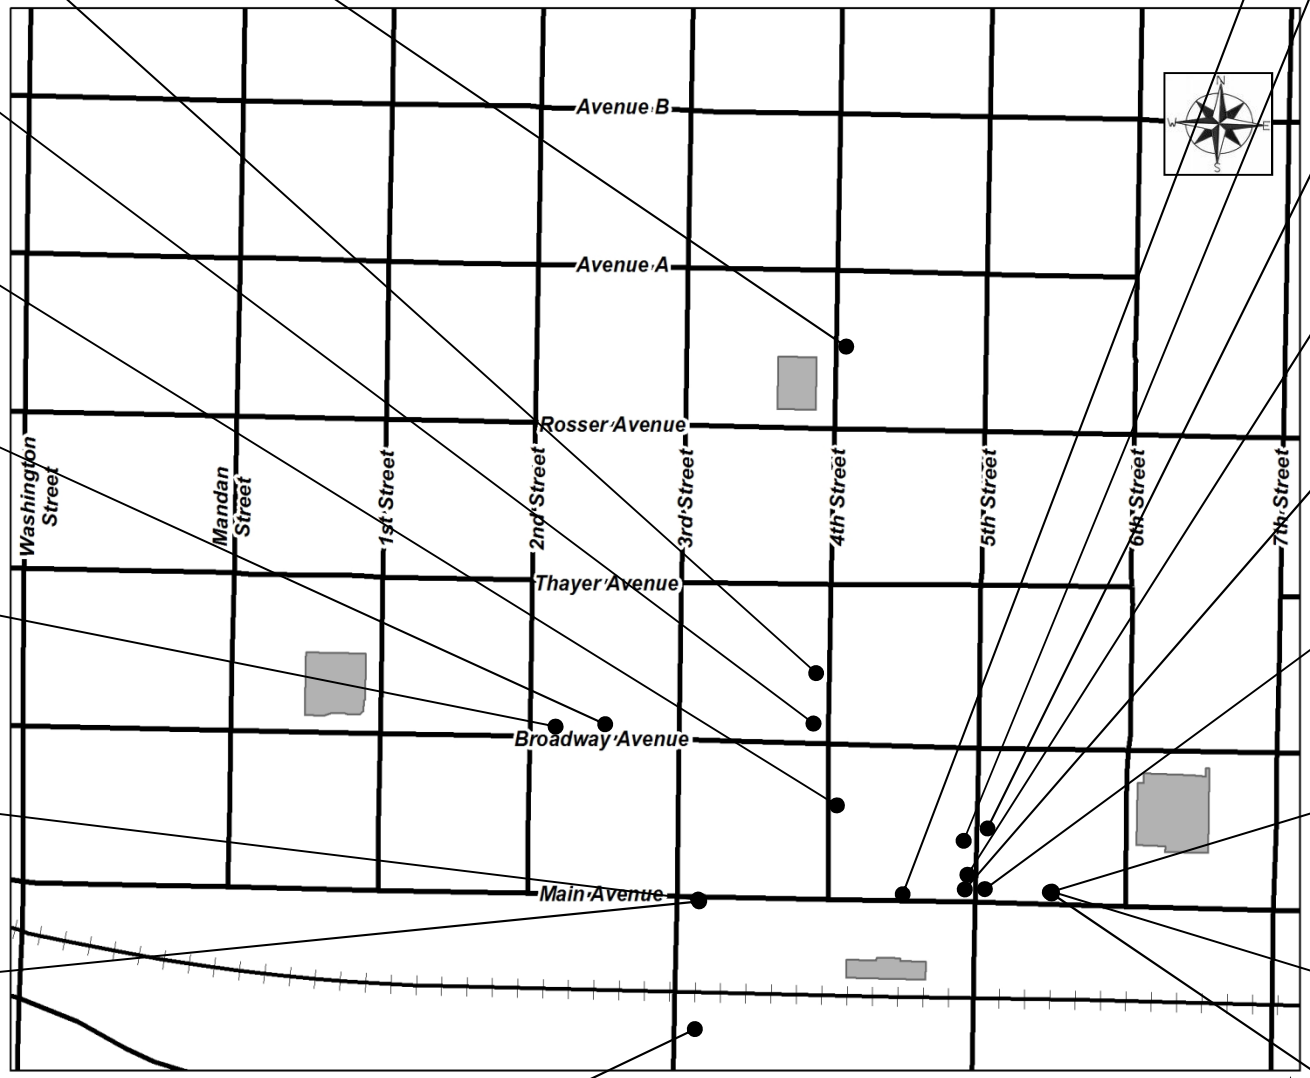 Avenue B
N
W
E
S
Avenue A
Rosser Avenue
Washington
Street
Mandan
Street
1st Street
2nd Street
3rd Street
4th Street
5th Street
6th Street
7th Street
Thayer Avenue
Broadway Avenue
Main Avenue